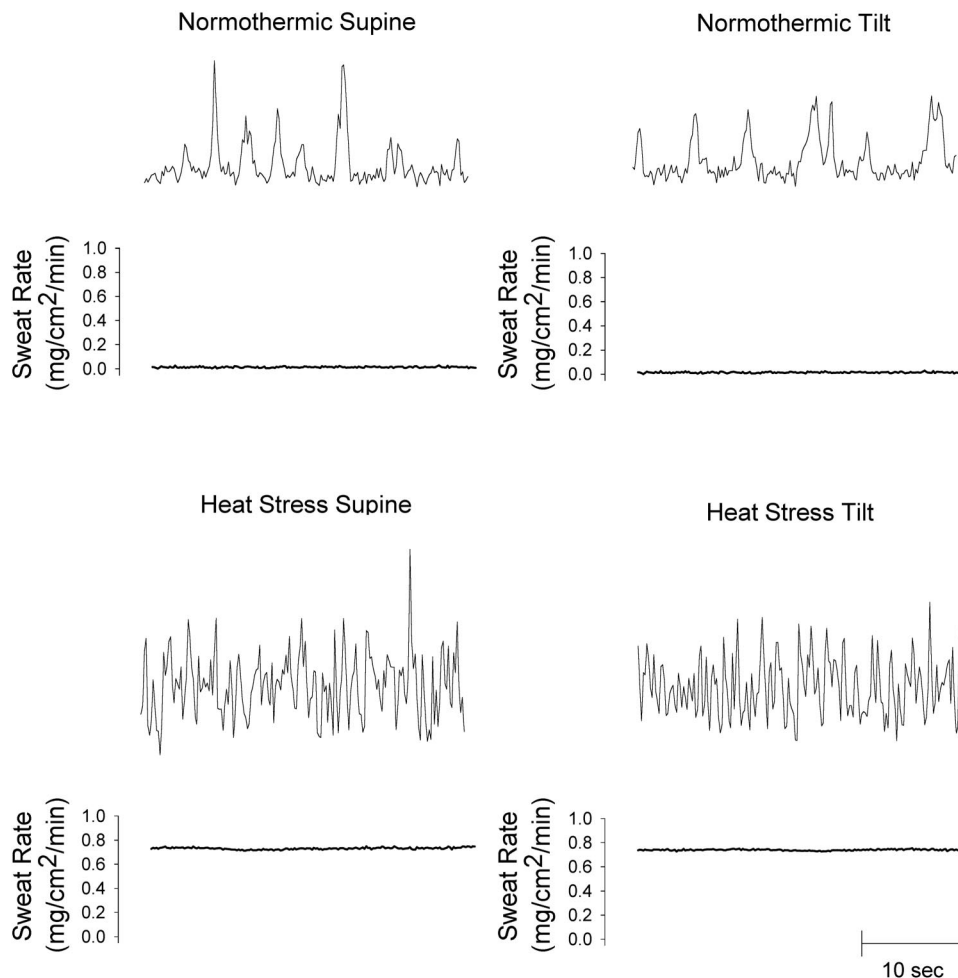 Normothermic Supine
Normothermic Tilt
Sweat Rate
(mg/cm²/min)
1.0
0.8
0.6
0.4
0.2
0.0
Sweat Rate
(mg/cm²/min)
1.0
0.8
0.6
0.4
0.2
0.0
Heat Stress Supine
Heat Stress Tilt
Sweat Rate
(mg/cm²/min)
1.0
0.8
0.6
0.4
0.2
0.0
Sweat Rate
(mg/cm²/min)
1.0
0.8
0.6
0.4
0.2
0.0
10 sec